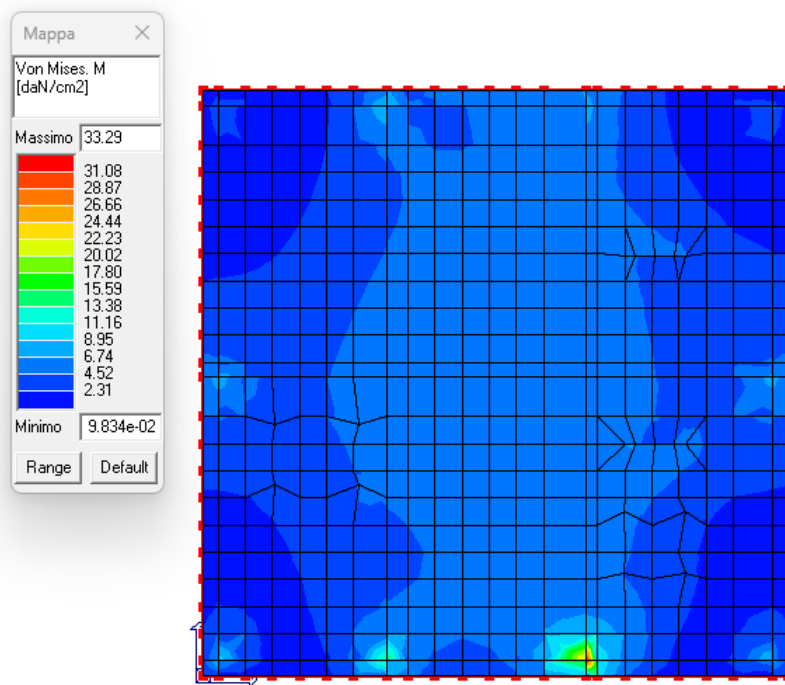 Mappa
Von Mises. M
[daN/cm2]
Massimo 33.29
31.08
28.87
26.66
24.44
22.23
20.02
17.80
15.59
13.38
11.16
8.95
6.74
4.52
2.31
Minimo 9.834e-02
Range Default